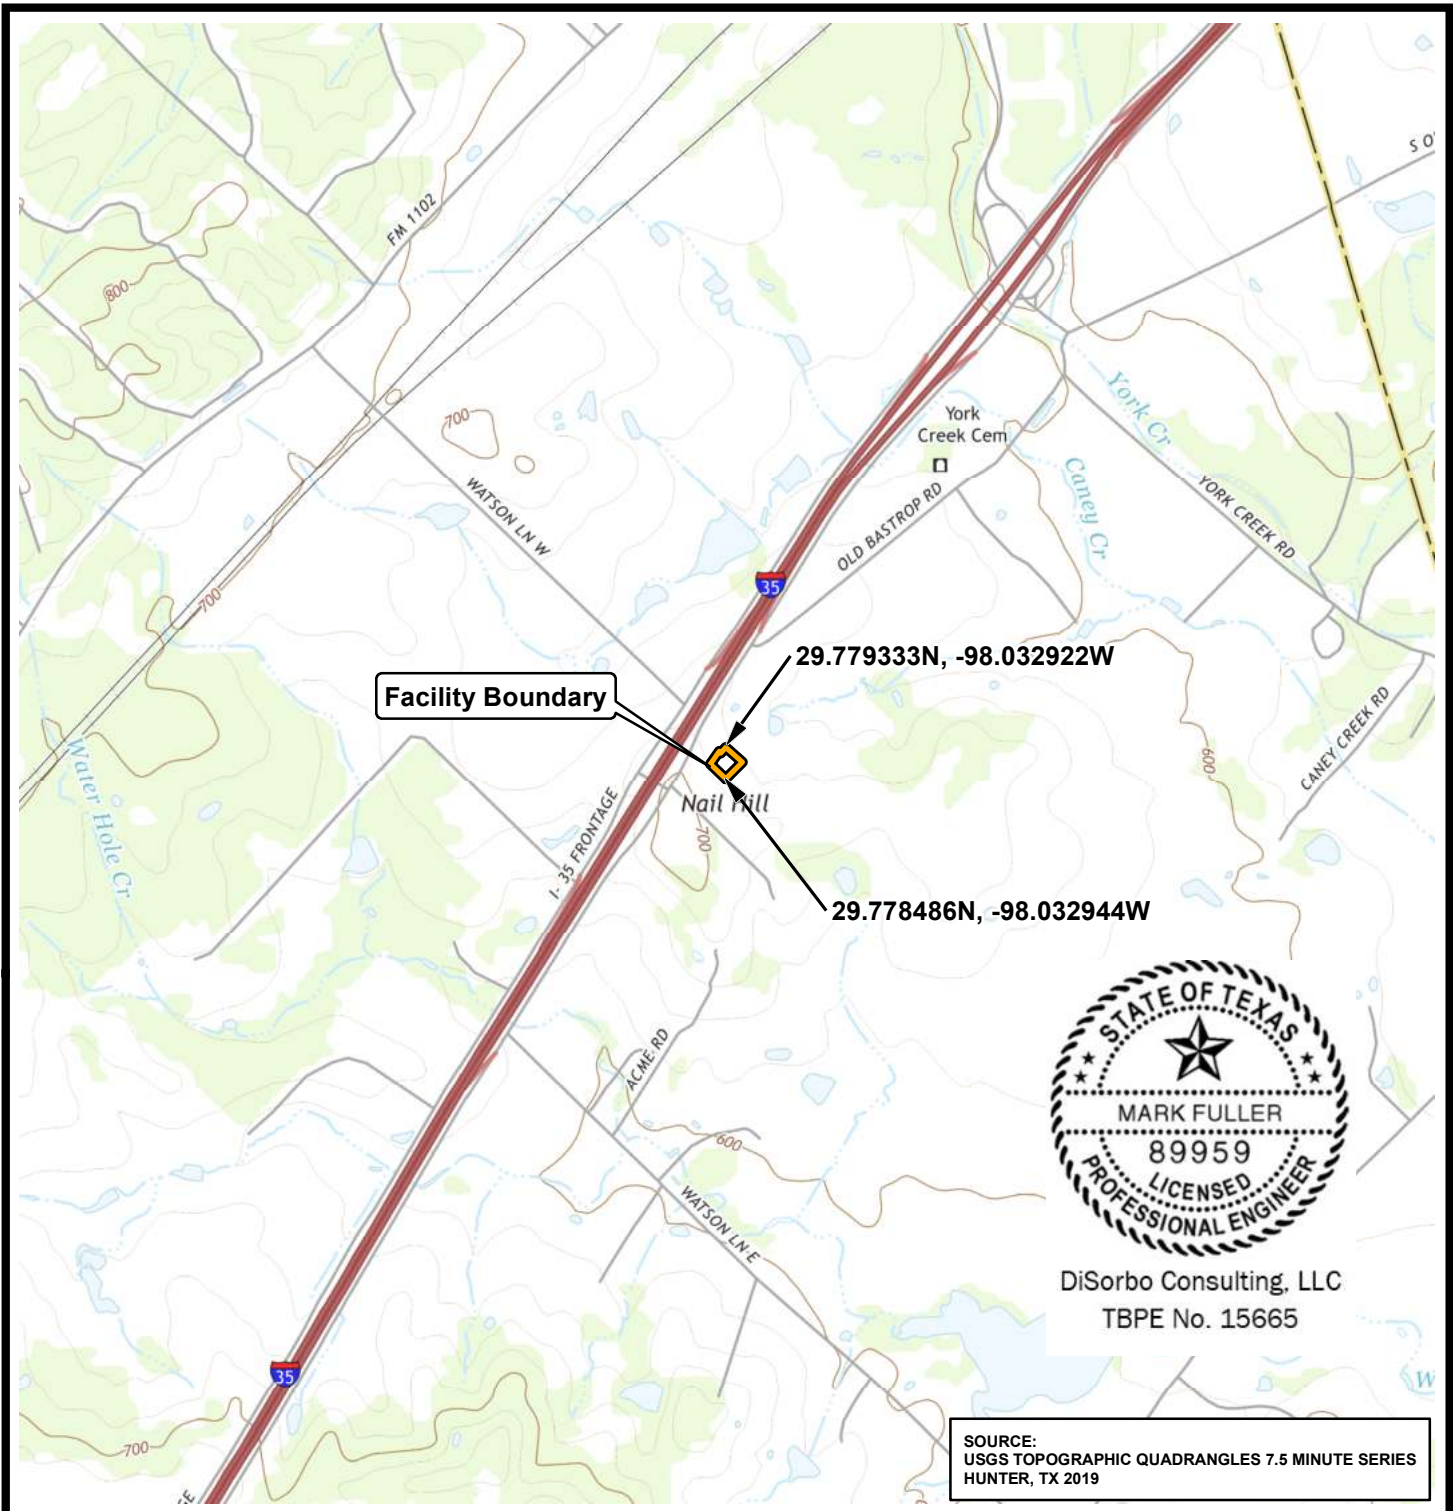 FM 1102
S O
800
700
York
Creek Cem
York Cr
Caney Cr
WATSON LN W
OLD BASTROP RD
YORK CREEK RD
35
700
29.779333N, -98.032922W
Facility Boundary
CANEY CREEK RD
600
Water Hole Cr
Nail Hill
I- 35 FRONTAGE
700
29.778486N, -98.032944W
STATE OF TEXAS
MARK FULLER
89959
LICENSED
PROFESSIONAL ENGINEER
ACME RD
600
WATSON LN E
DiSorbo Consulting, LLC
TBPE No. 15665
35
W
700
GE
SOURCE:
USGS TOPOGRAPHIC QUADRANGLES 7.5 MINUTE SERIES
HUNTER, TX 2019